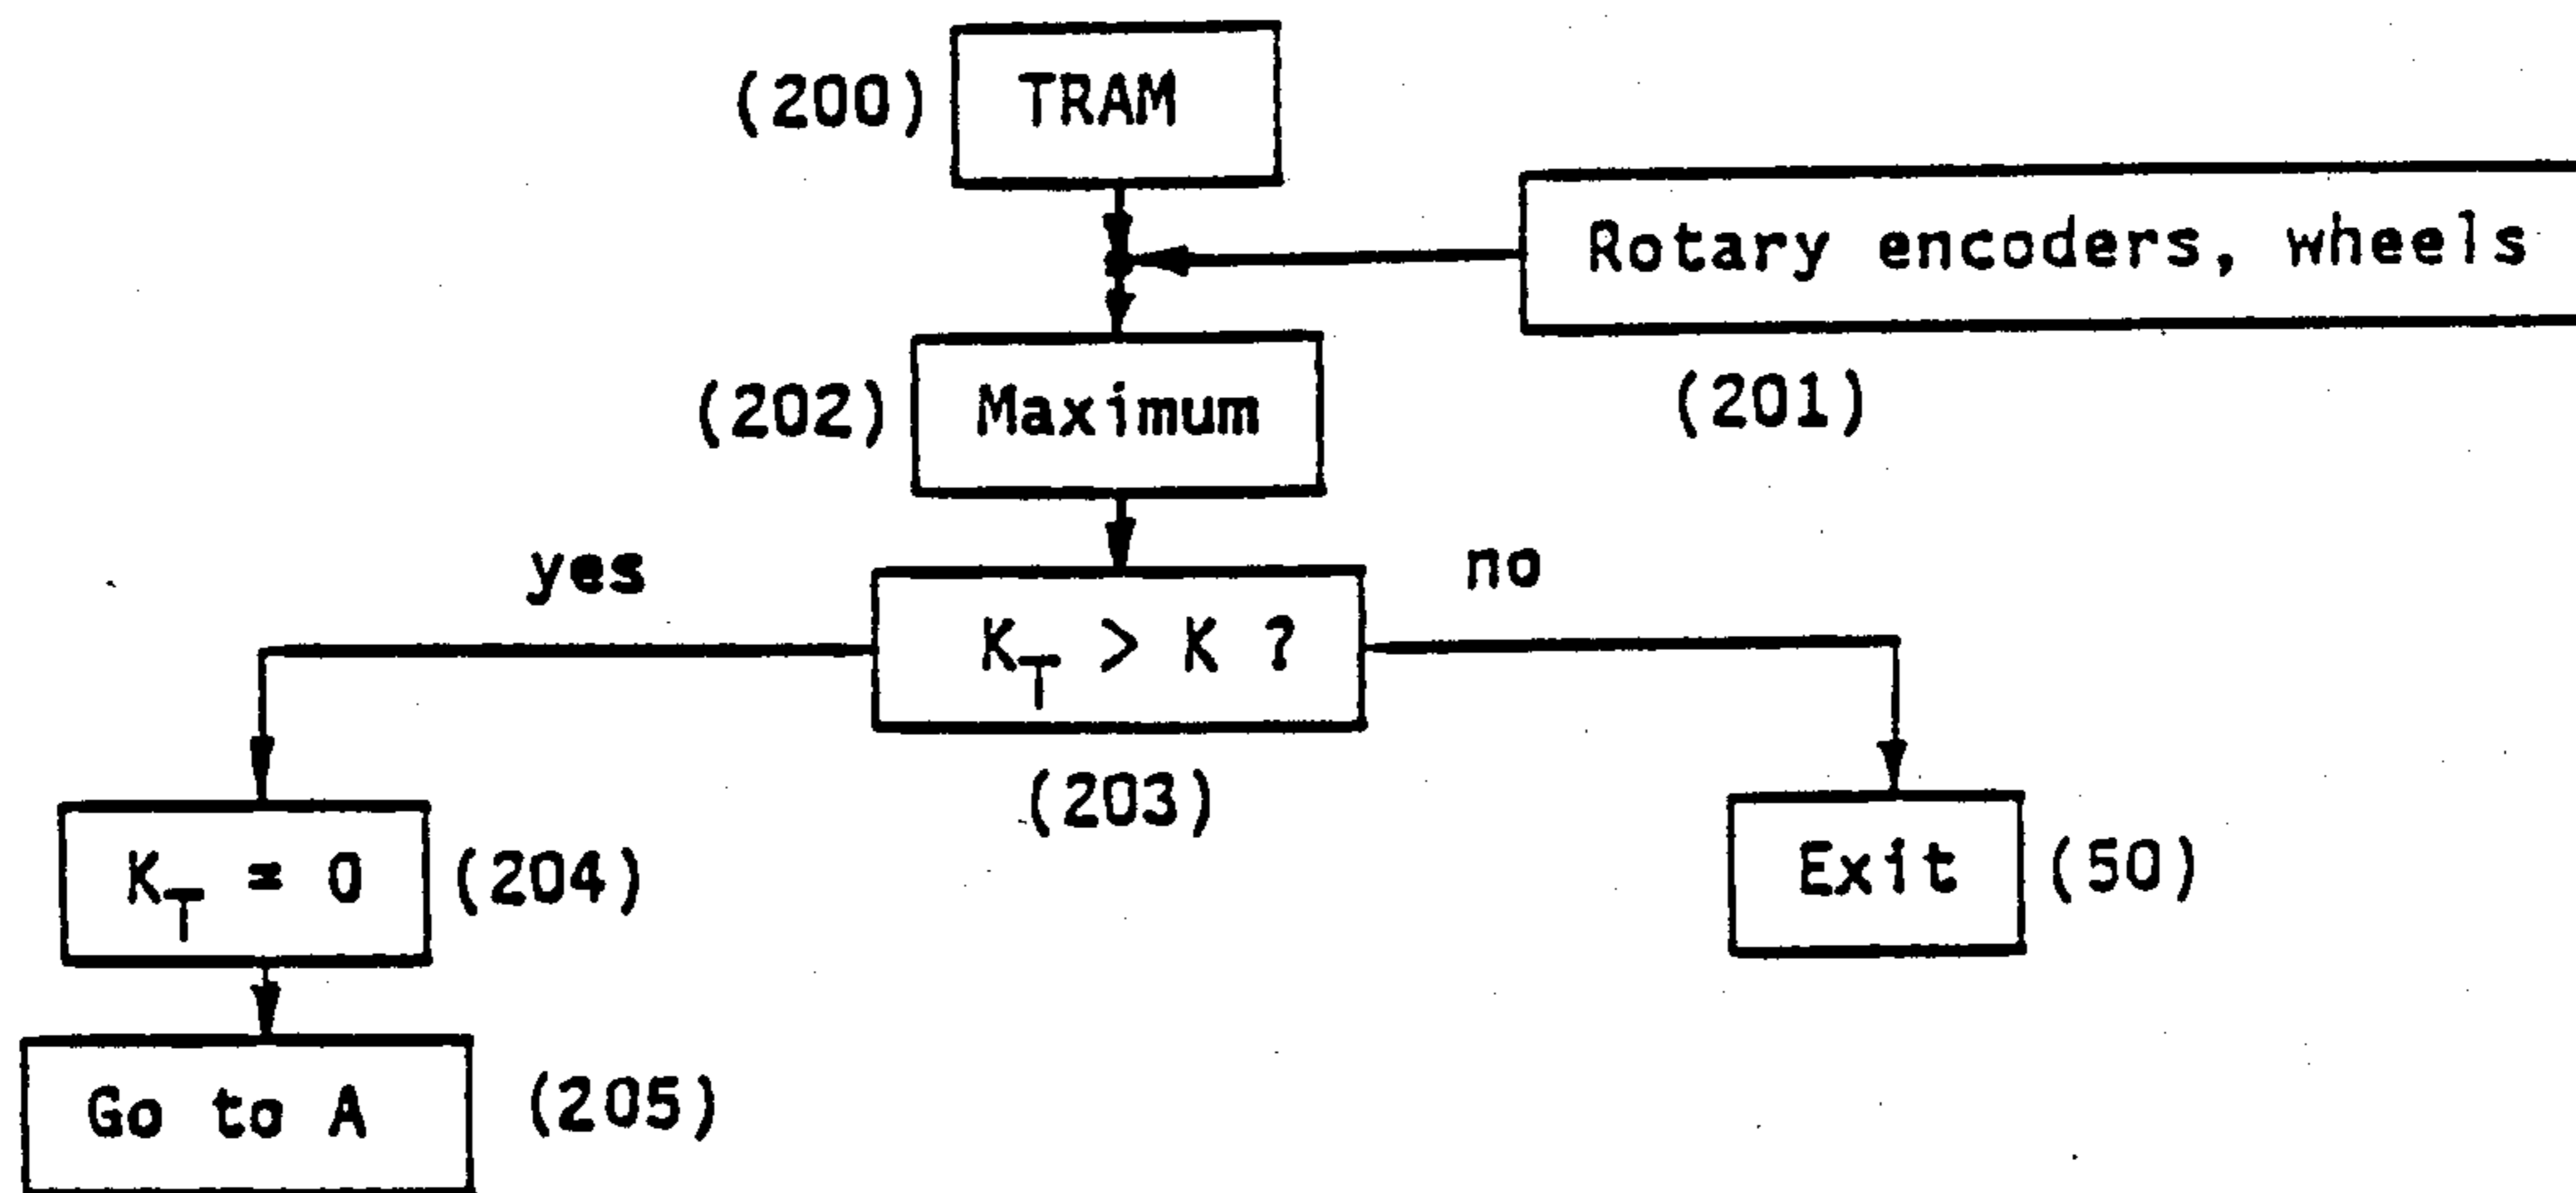 (200) TRAM
Rotary encoders, wheels
(201)
(202) Maximum
yes
no
K_T > K ?
(203)
K_T = 0 (204)
Exit (50)
Go to A (205)